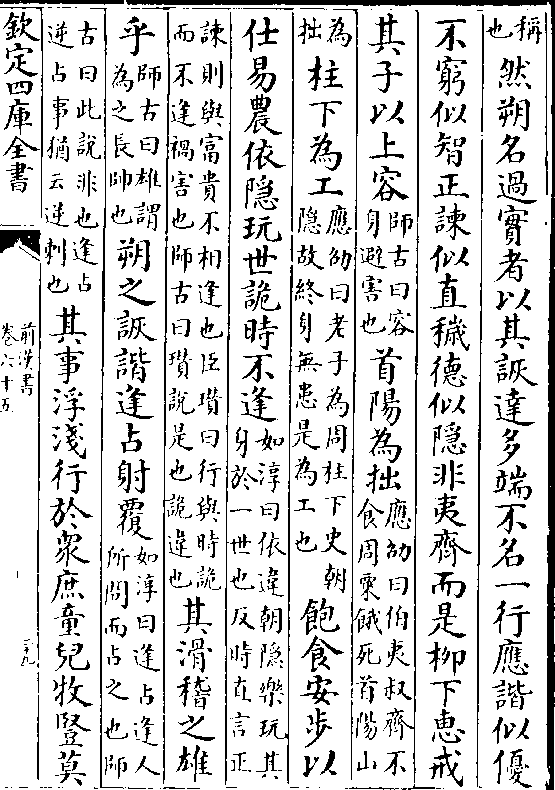 稱也然朔名過實者以其詼達多端不名一行應諧似優
不窮似智正諫似直穢德似隱非夷齊而是柳下惠戒
其子以上容師古曰容身避害也首陽為拙應劭曰伯夷叔齊不食周粟餓死首陽山
為拙柱下為工應劭曰老子為周柱下史朝隱故終身無患是為工也飽食安步以
仕易農依隱玩世詭時不逢如淳曰依違朝隱樂玩其身於一世也反時直言正
諫則與富貴不相逢也臣瓚曰行與時詭而不逢禍害也師古曰瓚說是也詭違也其滑稽之雄
乎師古曰雄謂為之長帥也朔之詼諧逢占射覆如淳曰逢占逢人所問而占之也師
古曰此說非也逢占逆占事猶云逆刺也其事浮淺行於眾庶童兒牧豎莫
欽定四庫全書
前漢書
卷六十五